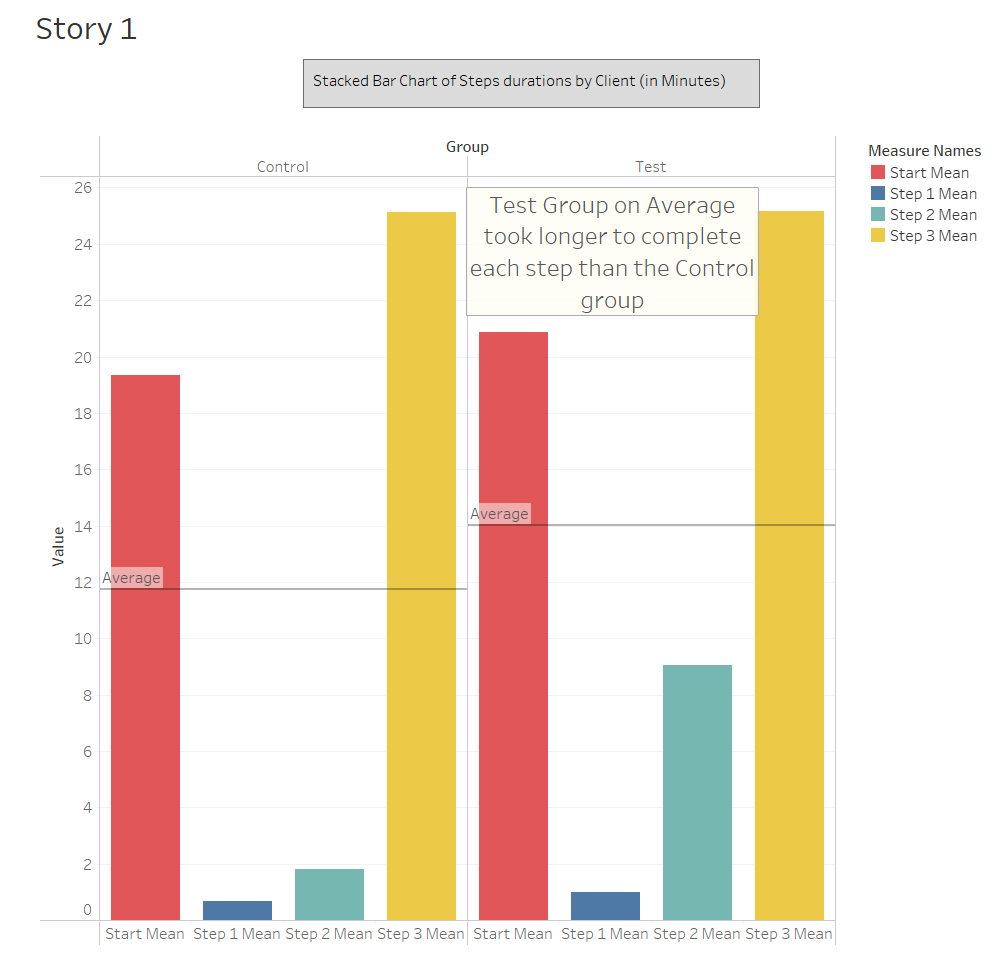 Story 1
Stacked Bar Chart of Steps durations by Client (in Minutes)
Group
Control
Test
Measure Names
Start Mean
Step 1 Mean
Step 2 Mean
Step 3 Mean
Test Group on Average
took longer to complete
each step than the Control
group
Value
26
24
22
20
18
16
14
12
10
8
6
4
2
0
Average
Average
Start Mean Step 1 Mean Step 2 Mean Step 3 Mean Start Mean Step 1 Mean Step 2 Mean Step 3 Mean